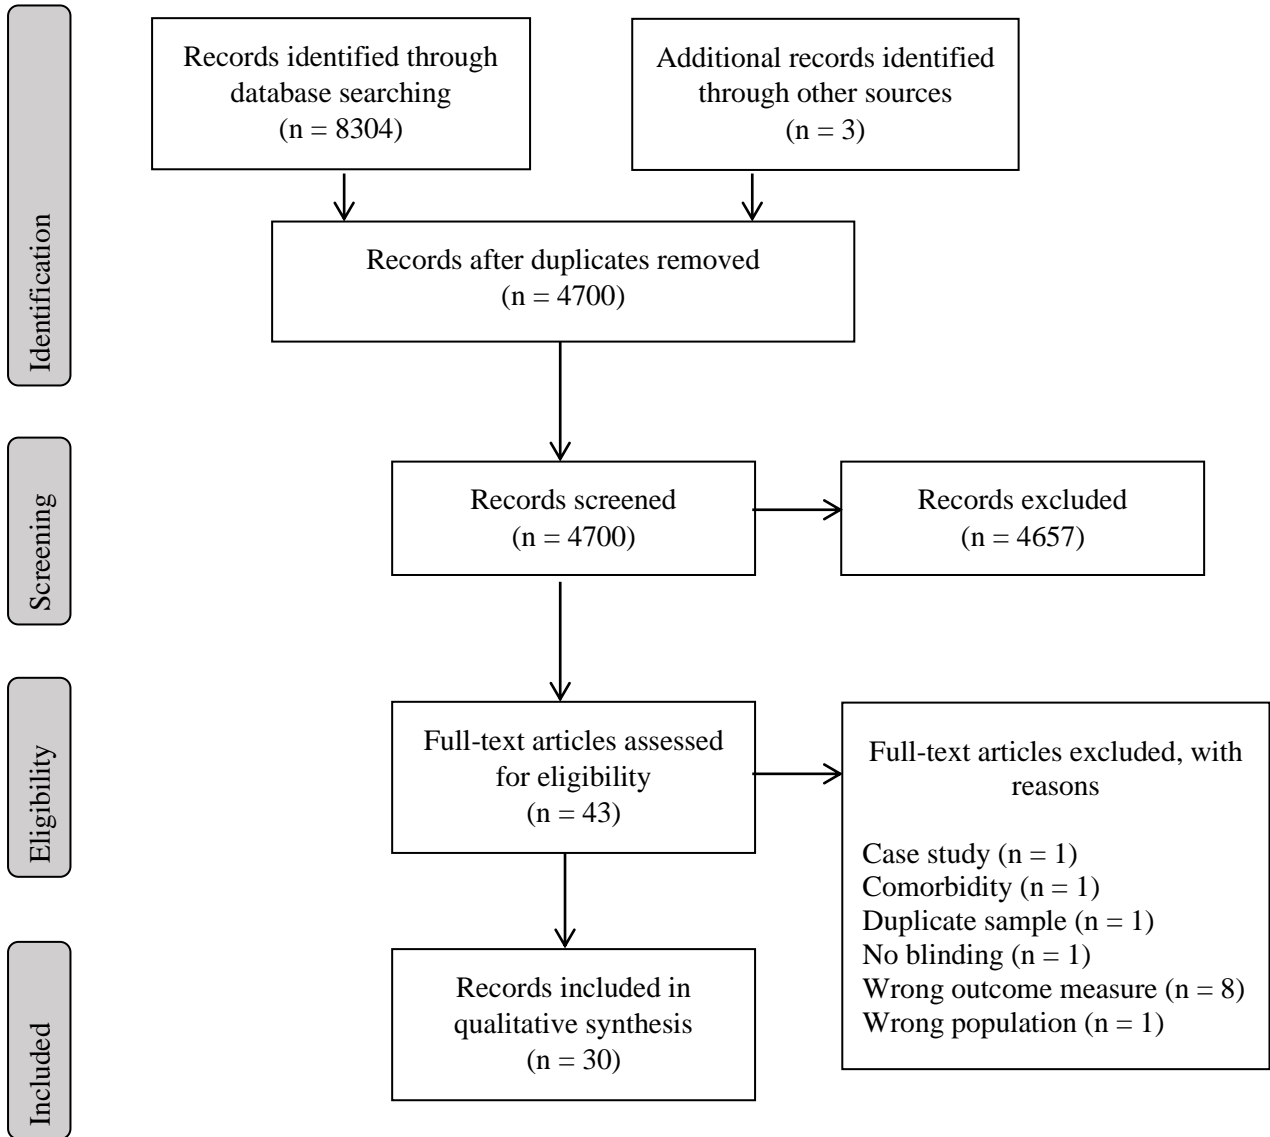 Identification
Records identified through
database searching
(n = 8304)
Additional records identified
through other sources
(n = 3)
Records after duplicates removed
(n = 4700)
Screening
Records screened
(n = 4700)
Records excluded
(n = 4657)
Eligibility
Full-text articles assessed
for eligibility
(n = 43)
Full-text articles excluded, with
reasons
Case study (n = 1)
Comorbidity (n = 1)
Duplicate sample (n = 1)
No blinding (n = 1)
Wrong outcome measure (n = 8)
Wrong population (n = 1)
Included
Records included in
qualitative synthesis
(n = 30)